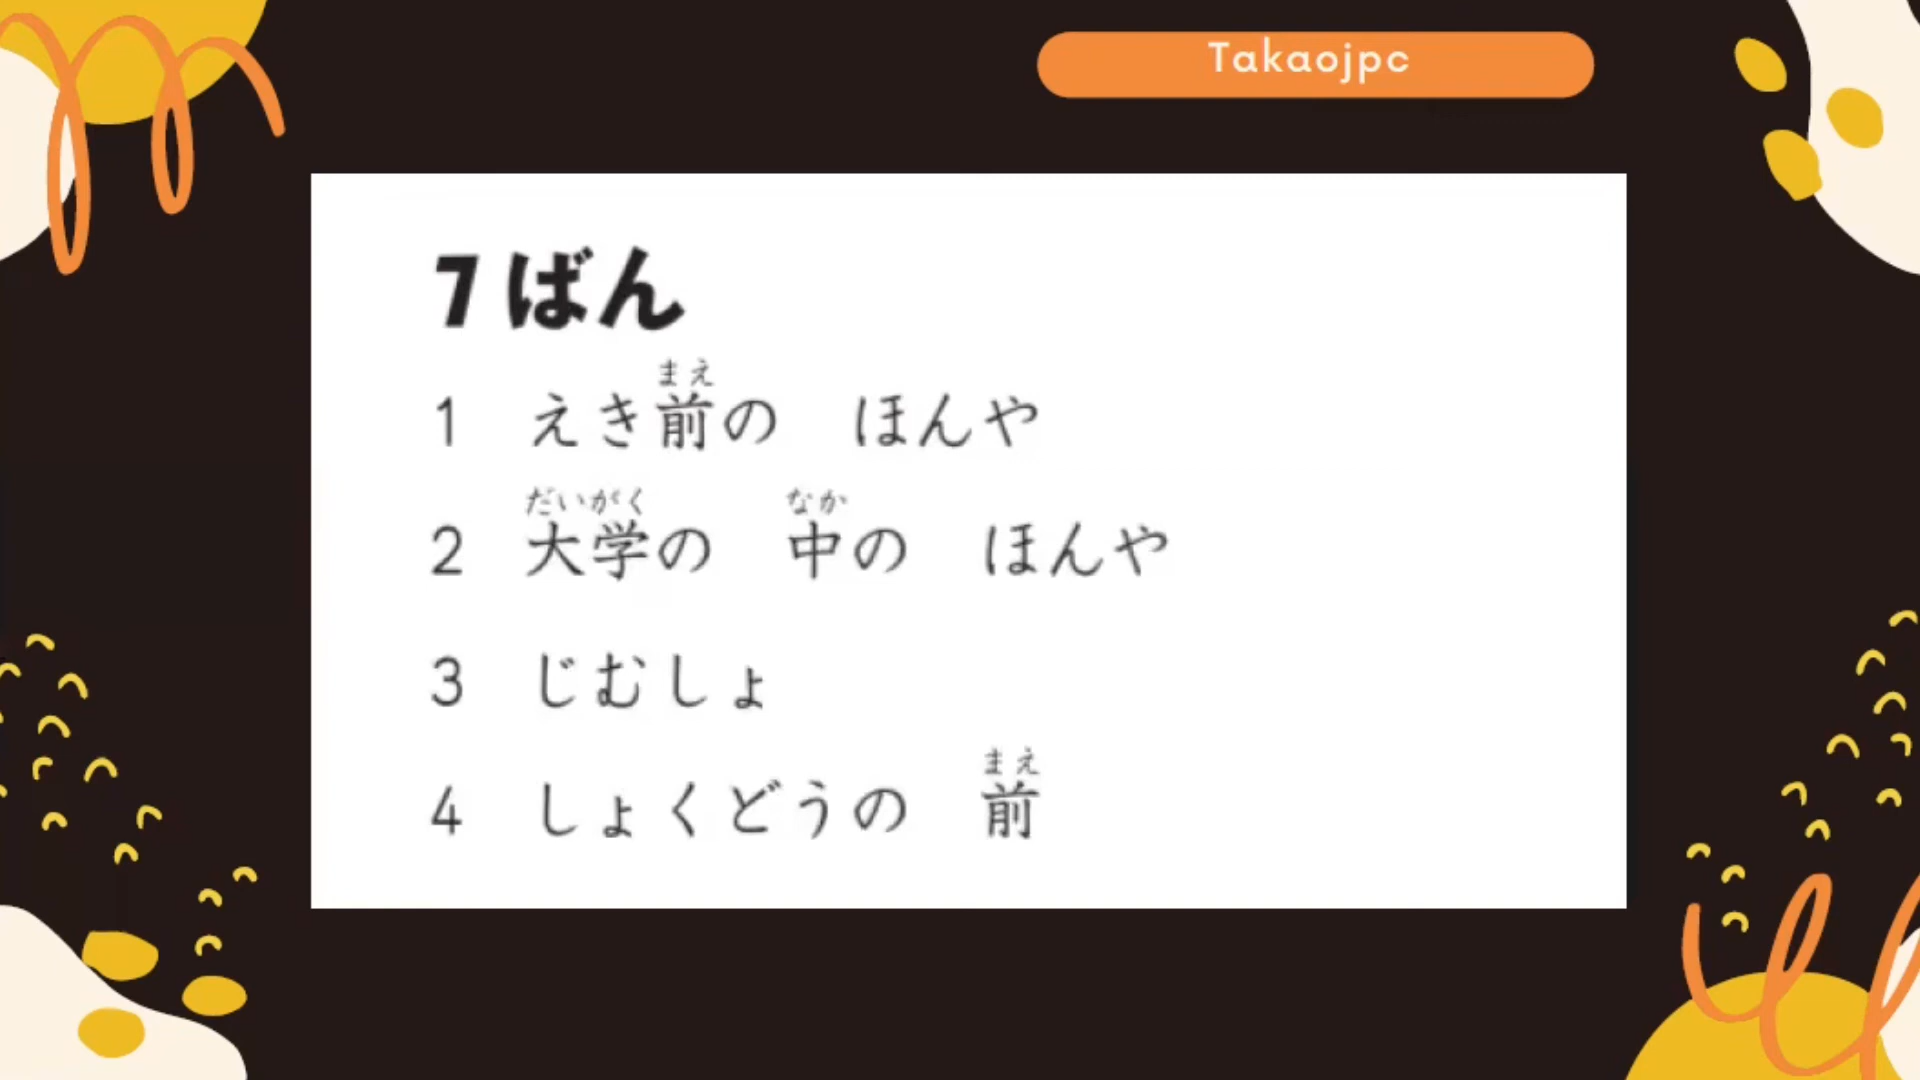 Takaojpc
7ばん
まえ
1 えき前の ほんや
だいがく なか
2 大学の 中の ほんや
3 じむしょ
まえ
4 しょくどうの 前